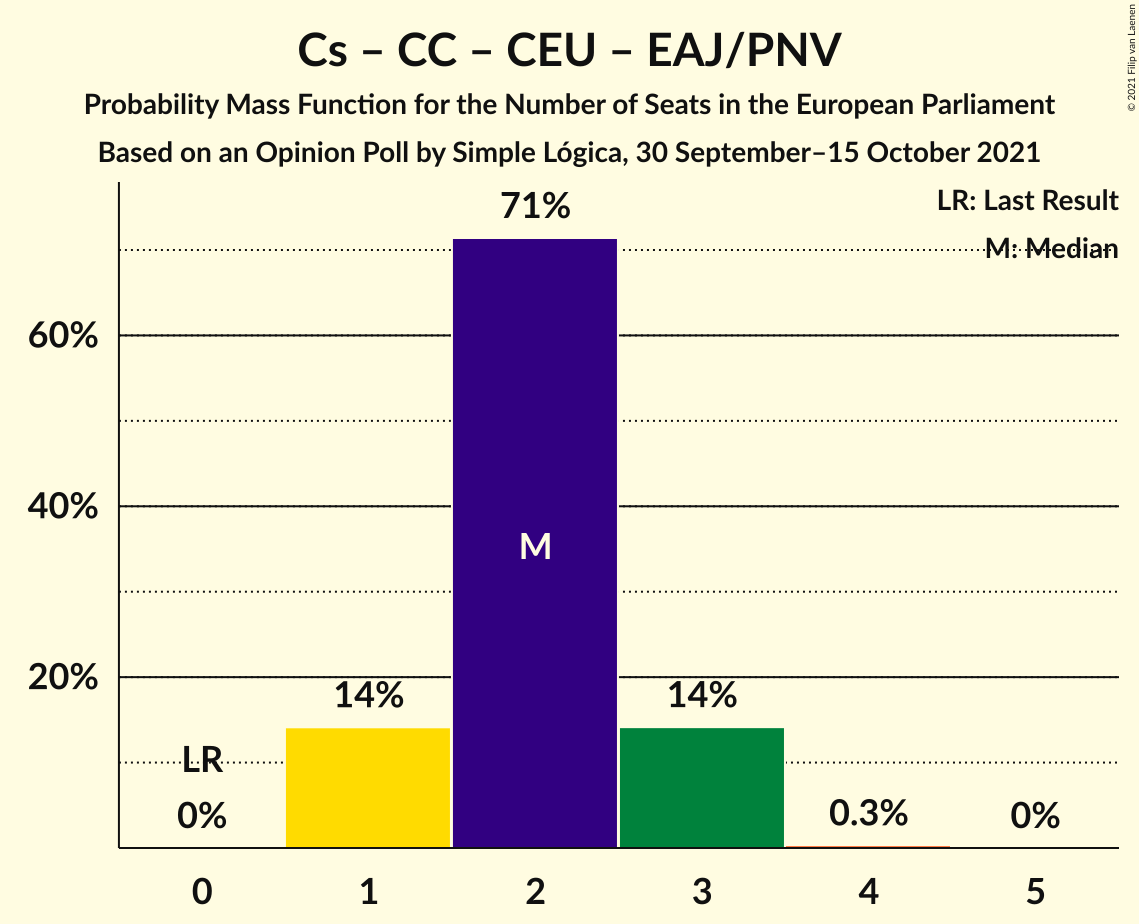 Cs – CC – CEU – EAJ/PNV
Probability Mass Function for the Number of Seats in the European Parliament
Based on an Opinion Poll by Simple Lógica, 30 September–15 October 2021
© 2021 Filip van Laenen
LR: Last Result
M: Median
71%
60%
40%
M
20%
14%
14%
LR
0%
0.3%
0%
0
1
2
3
4
5